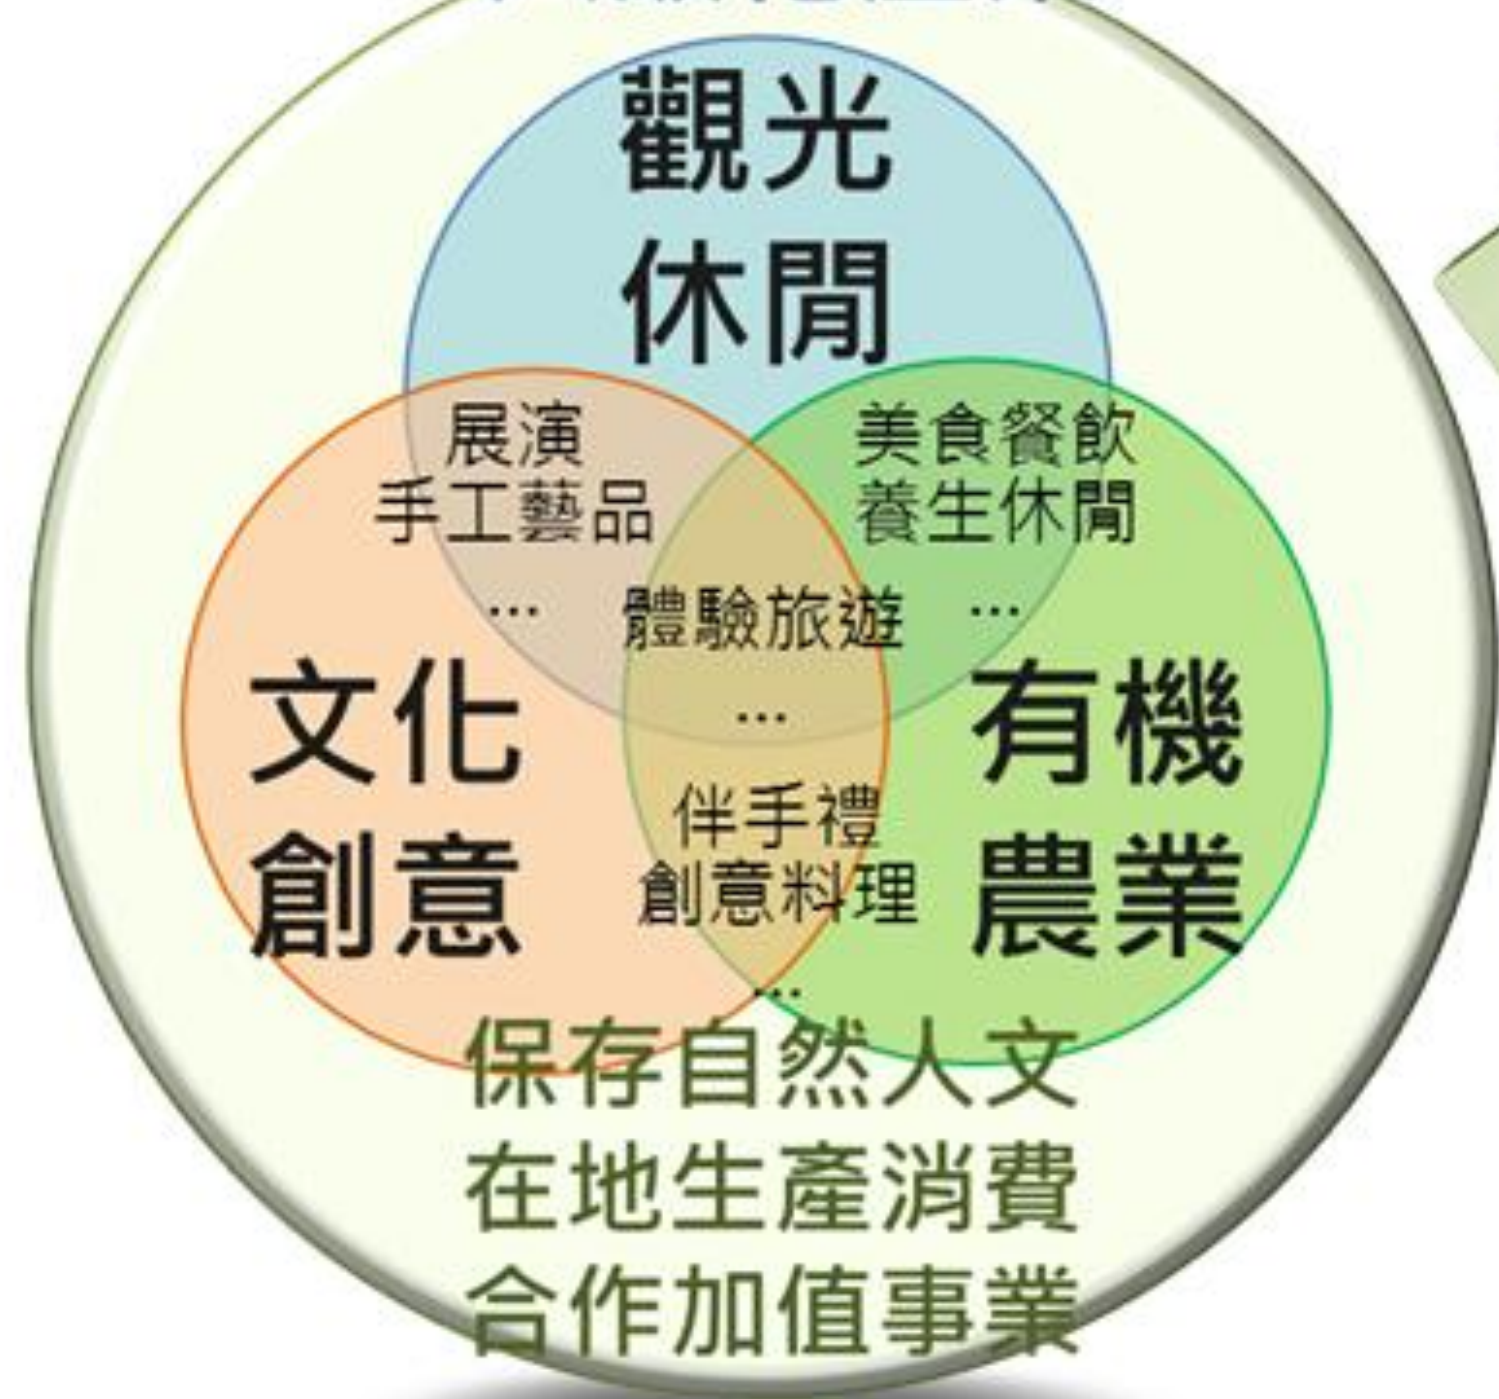 觀光
休閒
展演
手工藝品
…
美食餐飲
養生休閒
…
體驗旅遊
…
文化
創意
有機
農業
伴手禮
創意料理
…
保存自然人文
在地生產消費
合作加值事業